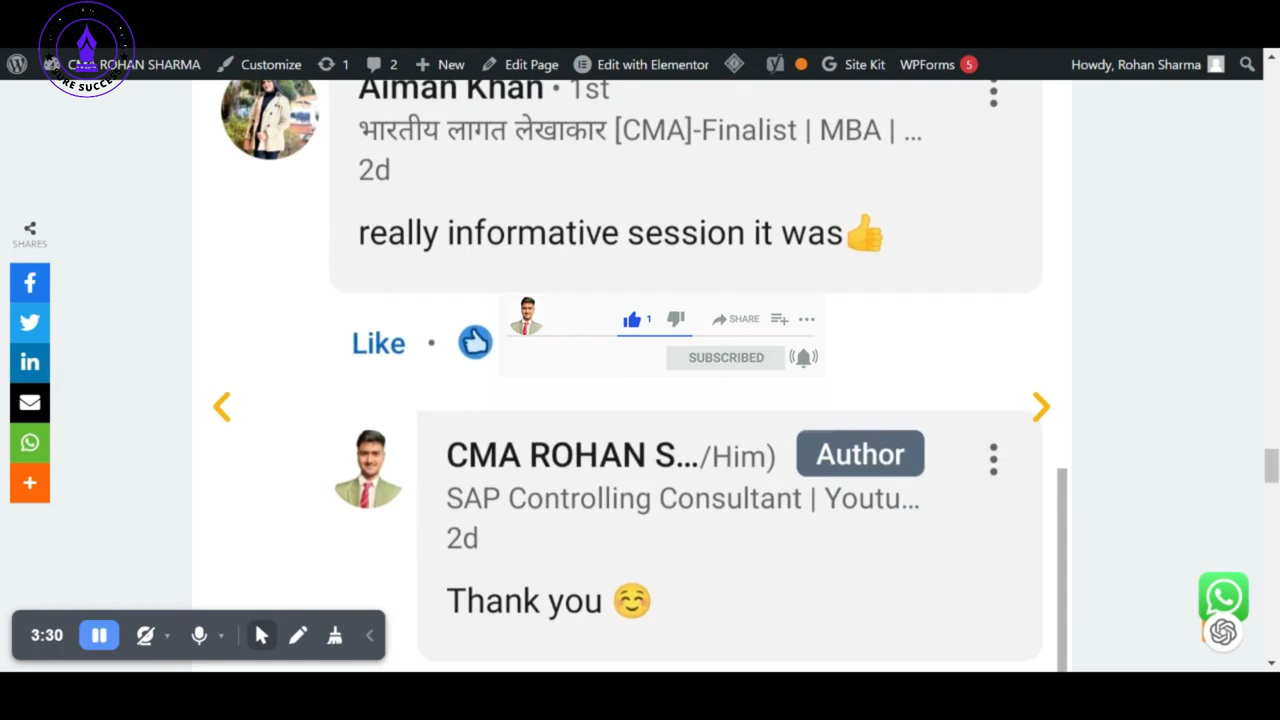 CMA ROHAN SHARMA
Customize
1
2
New
Edit Page
Edit with Elementor
Site Kit
WPForms 5
Howdy, Rohan Sharma
URE SUCCES
Aiman Khan • 1st
भारतीय लागत लेखाकार [CMA]-Finalist | MBA | ...
2d
really informative session it was👍
SHARES
1
SHARE
SUBSCRIBED
Like •
CMA ROHAN S.../Him)
Author
SAP Controlling Consultant | Youtu...
2d
Thank you ☺️
3:30